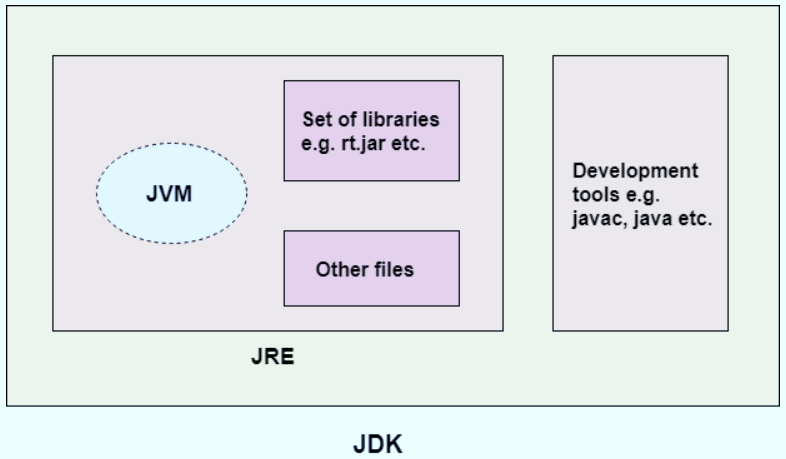 Set of libraries
e.g. rt.jar etc.
JVM
Other files
Development
tools e.g.
javac, java etc.
JRE
JDK